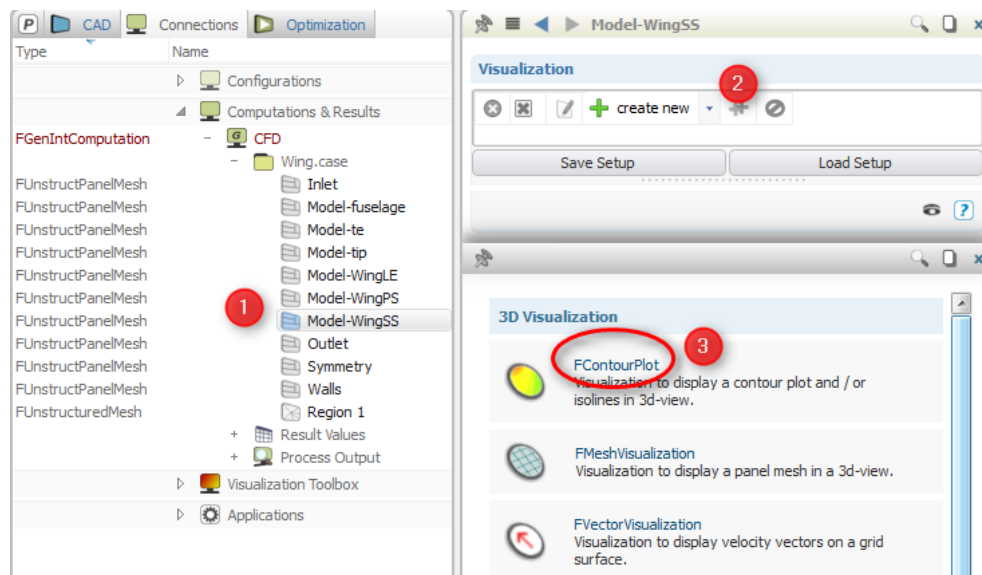 P CAD Connections Optimization
Type Name
Configurations
Computations & Results
FGenIntComputation G CFD
Wing.case
FUnstructPanelMesh Inlet
FUnstructPanelMesh Model-fuselage
FUnstructPanelMesh Model-te
FUnstructPanelMesh Model-tip
FUnstructPanelMesh Model-WingLE
FUnstructPanelMesh Model-WingPS
1
FUnstructPanelMesh Model-WingSS
FUnstructPanelMesh Outlet
FUnstructPanelMesh Symmetry
FUnstructPanelMesh Walls
FUnstructuredMesh Region 1
Result Values
Process Output
Visualization Toolbox
Applications
Model-WingSS
Visualization
2
create new
Save Setup Load Setup
?
3D Visualization
3
FContourPlot
Visualization to display a contour plot and / or
isolines in 3d-view.
FMeshVisualization
Visualization to display a panel mesh in a 3d-view.
FVectorVisualization
Visualization to display velocity vectors on a grid
surface.